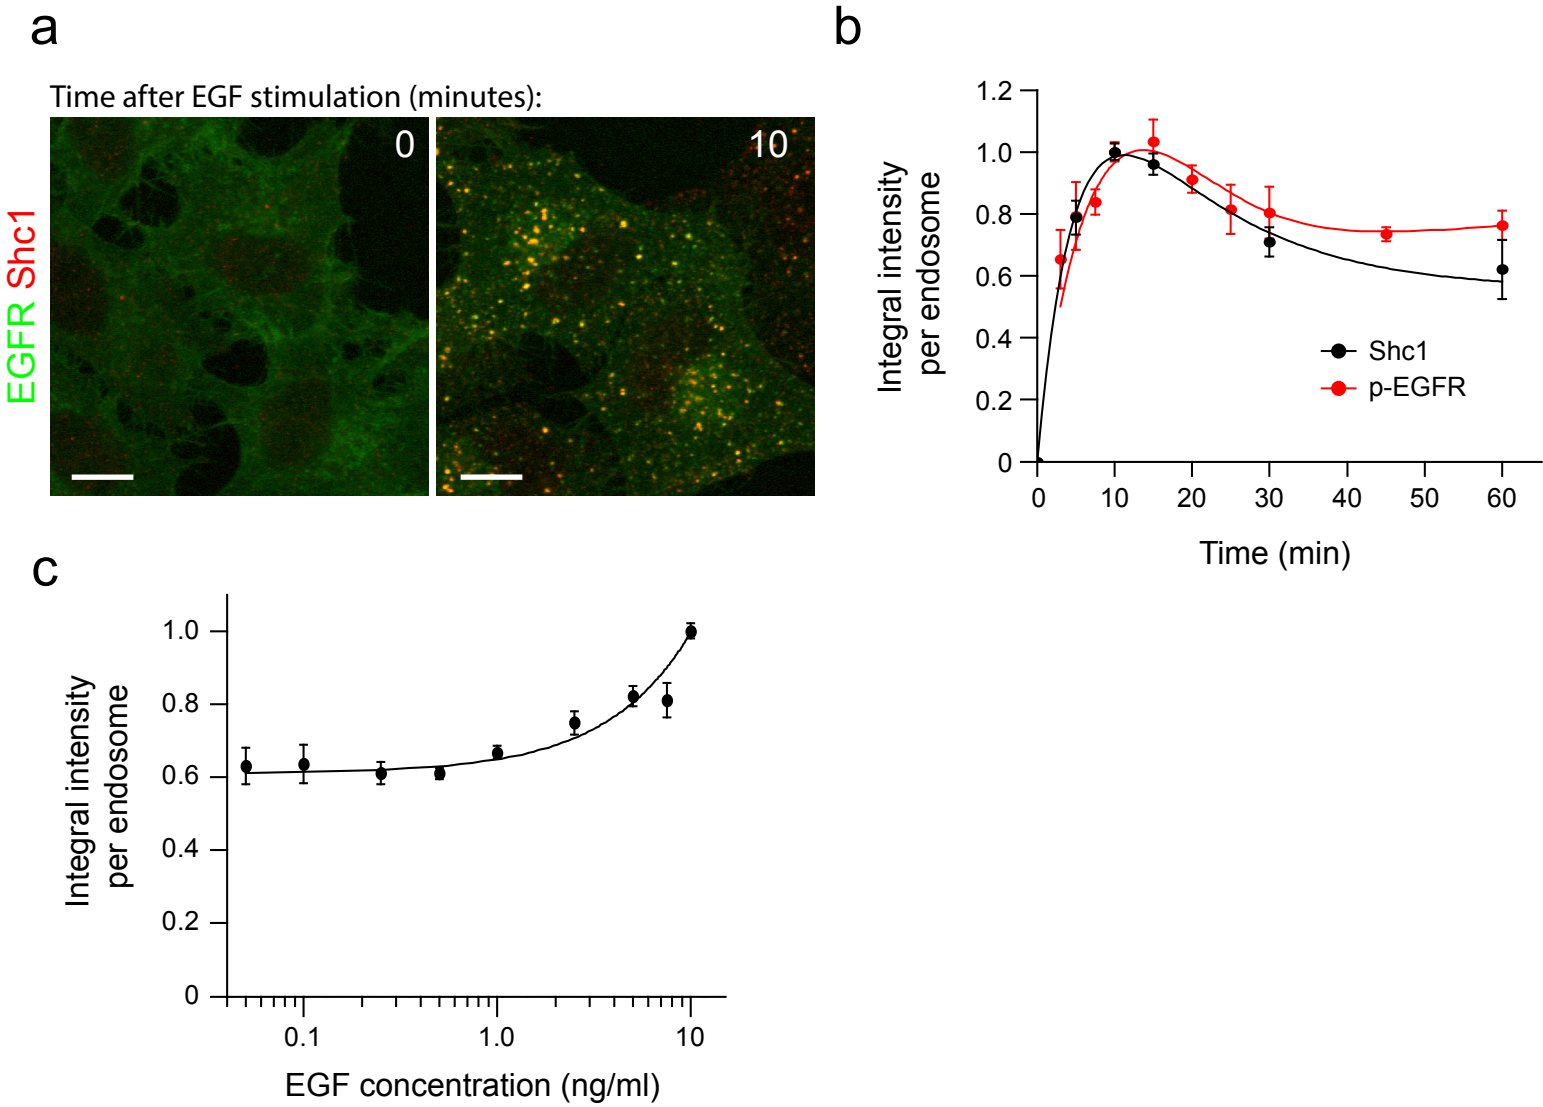 a
Time after EGF stimulation (minutes):
EGFR Shc1
0
10
b
Integral intensity
per endosome
1.2
1.0
0.8
0.6
0.4
0.2
0
Shc1
p-EGFR
0 10 20 30 40 50 60
Time (min)
c
Integral intensity
per endosome
1.0
0.8
0.6
0.4
0.2
0
0.1 1.0 10
EGF concentration (ng/ml)